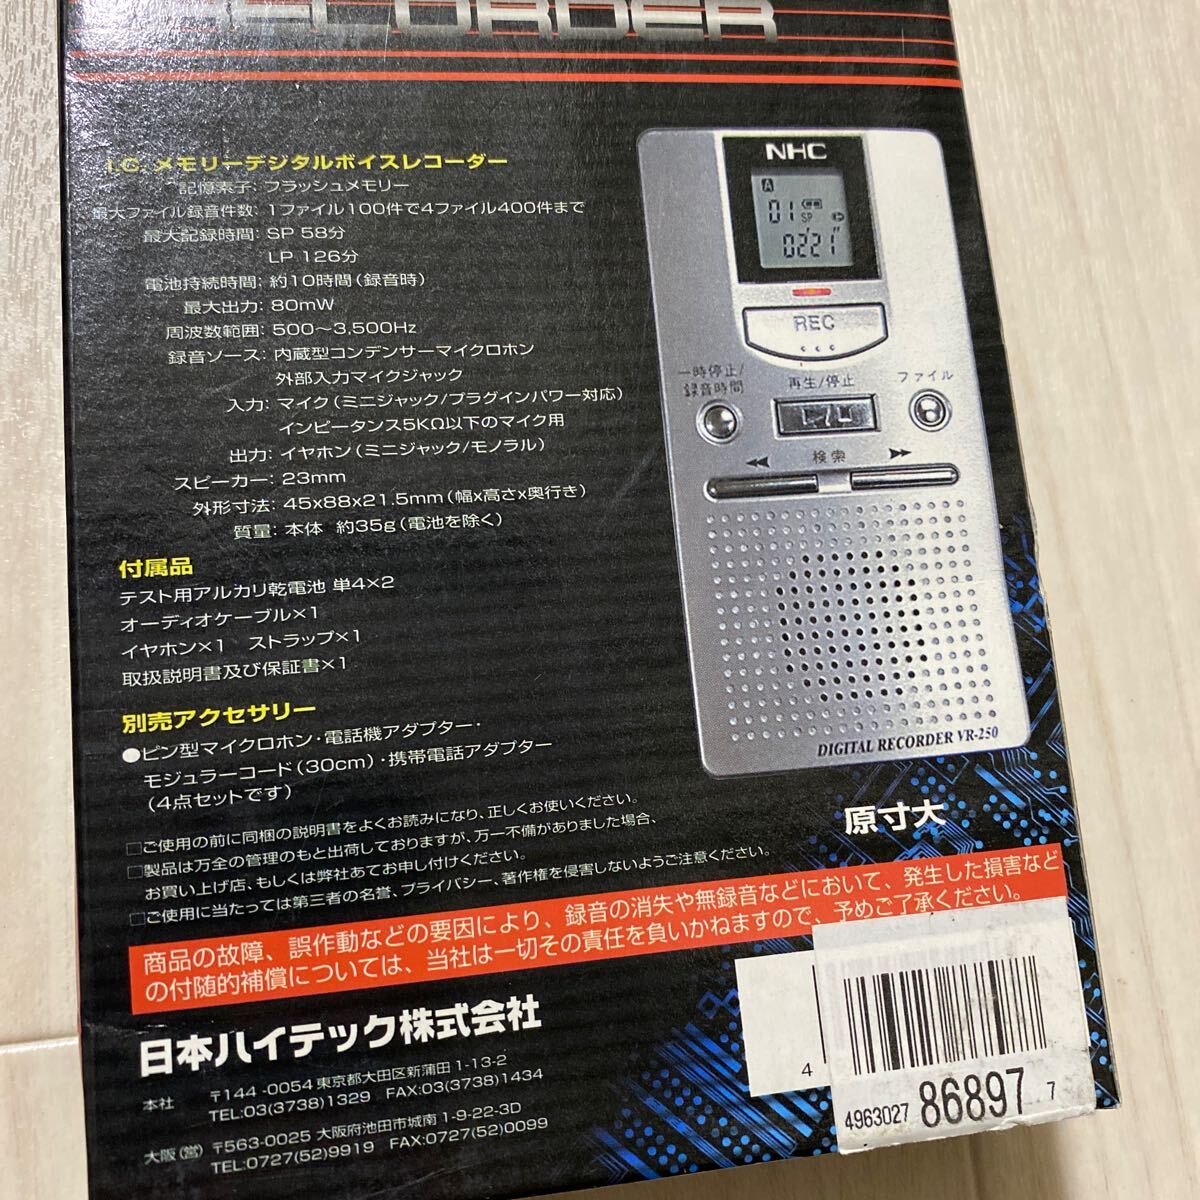 RECORDER
I.C. メモリーデジタルボイスレコーダー
記憶素子: フラッシュメモリー
最大ファイル録音件数: 1ファイル100件で4ファイル400件まで
最大記録時間: SP 58分
LP 126分
電池持続時間: 約10時間(録音時)
最大出力: 80mW
周波数範囲: 500〜3,500Hz
録音ソース: 内蔵型コンデンサーマイクロホン
外部入力マイクジャック
入力: マイク(ミニジャック/プラグインパワー対応)
インピータンス5KΩ以下のマイク用
出力: イヤホン(ミニジャック/モノラル)
スピーカー: 23mm
外形寸法: 45x88x21.5mm(幅x高さx奥行き)
質量: 本体 約35g(電池を除く)
付属品
テスト用アルカリ乾電池 単4×2
オーディオケーブル×1
イヤホン×1 ストラップ×1
取扱説明書及び保証書×1
別売アクセサリー
●ピン型マイクロホン・電話機アダプター・
モジュラーコード(30cm)・携帯電話アダプター
(4点セットです)
□ご使用の前に同梱の説明書をよくお読みになり、正しくお使いください。
□製品は万全の管理のもと出荷しておりますが、万一不備がありました場合、
お買い上げ店、もしくは弊社あてお申し付けください。
□ご使用に当たっては第三者の名誉、プライバシー、著作権を侵害しないようご注意ください。
商品の故障、誤作動などの要因により、録音の消失や無録音などにおいて、発生した損害など
の付随的補償については、当社は一切その責任を負いかねますので、予めご了承ください。
日本ハイテック株式会社
本社 〒144-0054 東京都大田区新蒲田 1-13-2
TEL:03(3738)1329 FAX:03(3738)1434
大阪(営) 〒563-0025 大阪府池田市城南 1-9-22-3D
TEL:0727(52)9919 FAX:0727(52)0099
NHC
A
01 SP
02'21"
REC
一時停止/
録音時間
再生/停止
ファイル
検索
DIGITAL RECORDER VR-250
原寸大
4
4963027 86897 7